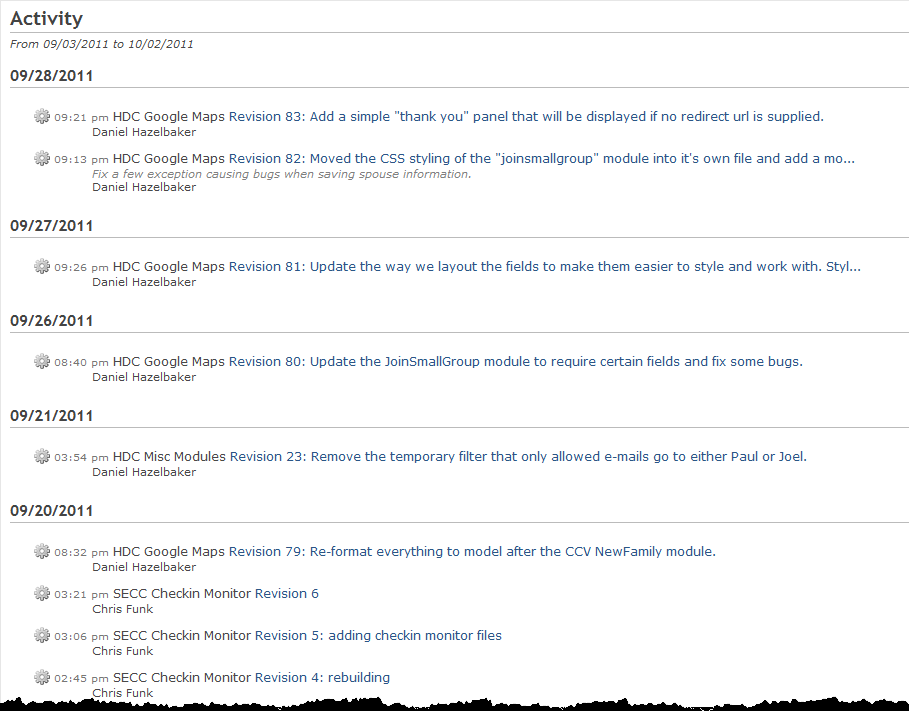 Activity
From 09/03/2011 to 10/02/2011
09/28/2011
09:21 pm HDC Google Maps Revision 83: Add a simple "thank you" panel that will be displayed if no redirect url is supplied.
Daniel Hazelbaker
09:13 pm HDC Google Maps Revision 82: Moved the CSS styling of the "joinsmallgroup" module into it's own file and add a mo...
Fix a few exception causing bugs when saving spouse information.
Daniel Hazelbaker
09/27/2011
09:26 pm HDC Google Maps Revision 81: Update the way we layout the fields to make them easier to style and work with. Styl...
Daniel Hazelbaker
09/26/2011
08:40 pm HDC Google Maps Revision 80: Update the JoinSmallGroup module to require certain fields and fix some bugs.
Daniel Hazelbaker
09/21/2011
03:54 pm HDC Misc Modules Revision 23: Remove the temporary filter that only allowed e-mails go to either Paul or Joel.
Daniel Hazelbaker
09/20/2011
08:32 pm HDC Google Maps Revision 79: Re-format everything to model after the CCV NewFamily module.
Daniel Hazelbaker
03:21 pm SECC Checkin Monitor Revision 6
Chris Funk
03:06 pm SECC Checkin Monitor Revision 5: adding checkin monitor files
Chris Funk
02:45 pm SECC Checkin Monitor Revision 4: rebuilding
Chris Funk